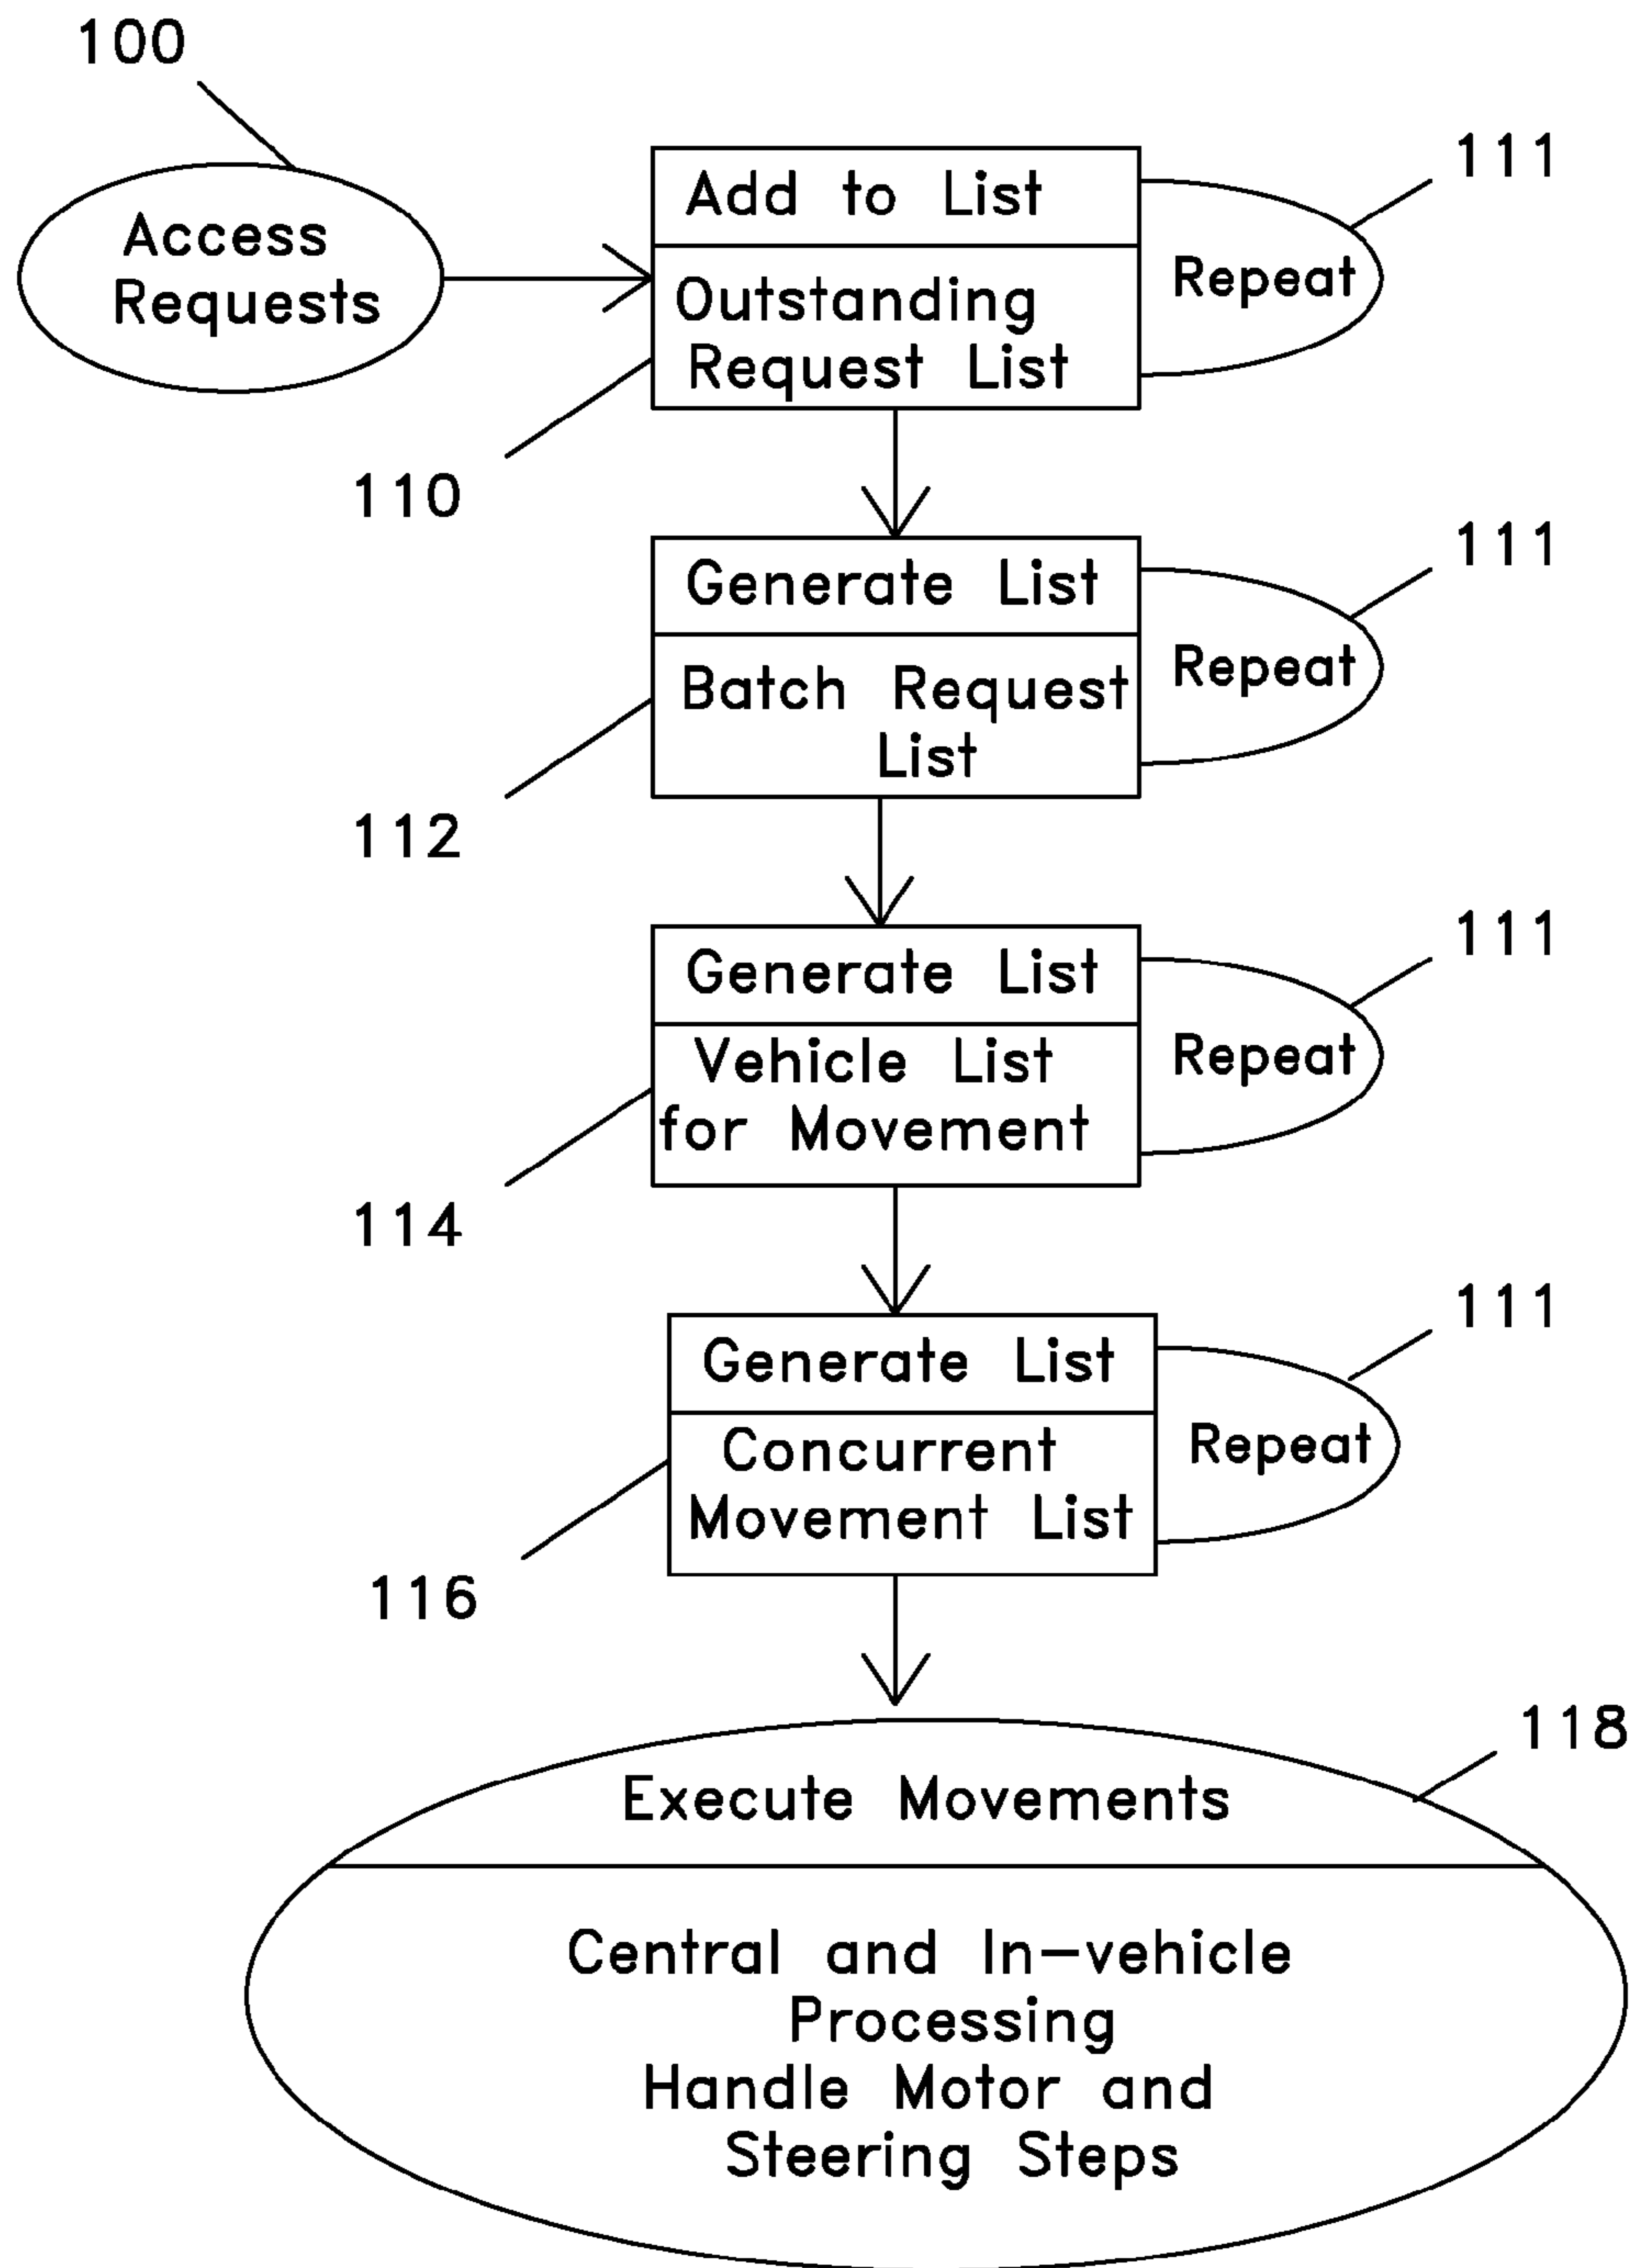 100
Access
Requests
Add to List
Outstanding
Request List
Repeat
111
110
Generate List
Batch Request
List
Repeat
111
112
Generate List
Vehicle List
for Movement
Repeat
111
114
Generate List
Concurrent
Movement List
Repeat
111
116
118
Execute Movements
Central and In-vehicle
Processing
Handle Motor and
Steering Steps